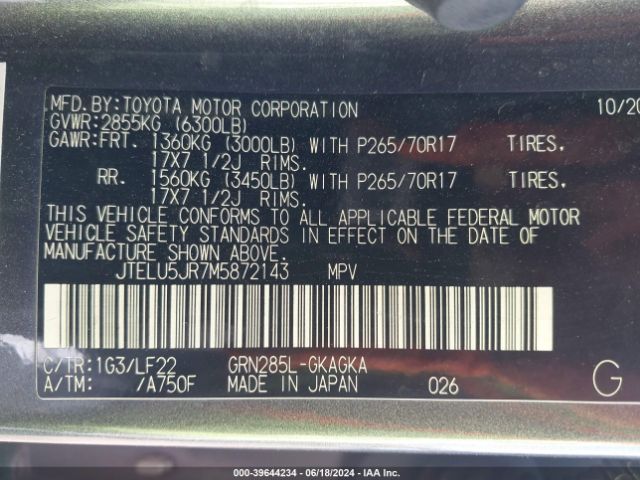 MFD.BY:TOYOTA MOTOR CORPORATION 10/20
GVWR:2855KG (6300LB)
GAWR:FRT. 1360KG (3000LB) WITH P265/70R17 TIRES,
17X7 1/2J RIMS.
RR. 1560KG (3450LB) WITH P265/70R17 TIRES,
17X7 1/2J RIMS.
THIS VEHICLE CONFORMS TO ALL APPLICABLE FEDERAL MOTOR
VEHICLE SAFETY STANDARDS IN EFFECT ON THE DATE OF
MANUFACTURE SHOWN ABOVE.
JTELU5JR7M5872143 MPV
C/TR:1G3/LF22 GRN285L-GKAGKA
A/TM: /A750F MADE IN JAPAN 026 G
000-39644234 - 06/18/2024 - IAA Inc.